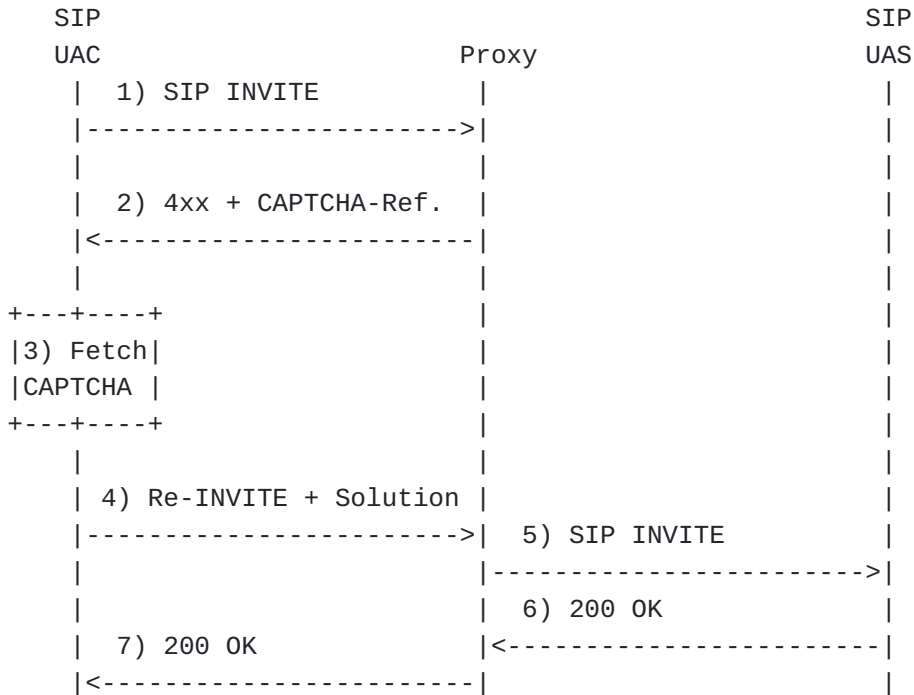 SIP SIP
UAC Proxy UAS
1) SIP INVITE
2) 4xx + CAPTCHA-Ref.
3) Fetch
CAPTCHA
4) Re-INVITE + Solution
5) SIP INVITE
6) 200 OK
7) 200 OK